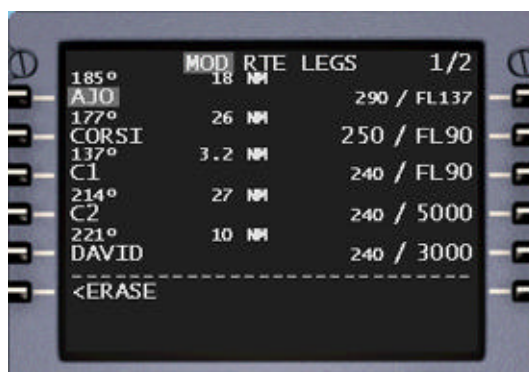 MOD RTE LEGS 1/2
185° 18 NM
AJO 290 / FL137
177° 26 NM
CORSI 250 / FL90
137° 3.2 NM
C1 240 / FL90
214° 27 NM
C2 240 / 5000
221° 10 NM
DAVID 240 / 3000
--------------------------------
<ERASE